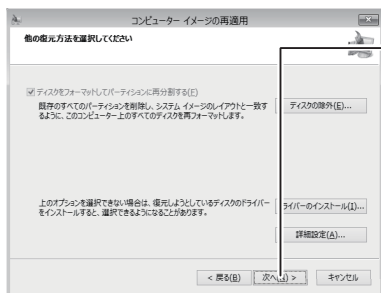 コンピューター イメージの再適用
他の復元方法を選択してください
ディスクをフォーマットしてパーティションに再分割する(F)
既存のすべてのパーティションを削除し、システム イメージのレイアウトと一致す
るように、このコンピューター上のすべてのディスクを再フォーマットします。
ディスクの除外(E)...
上のオプションを選択できない場合は、復元しようとしているディスクのドライバー
をインストールすると、選択できるようになることがあります。
ライバーのインストール(I)...
詳細設定(A)...
< 戻る(B)
次へ(N) >
キャンセル